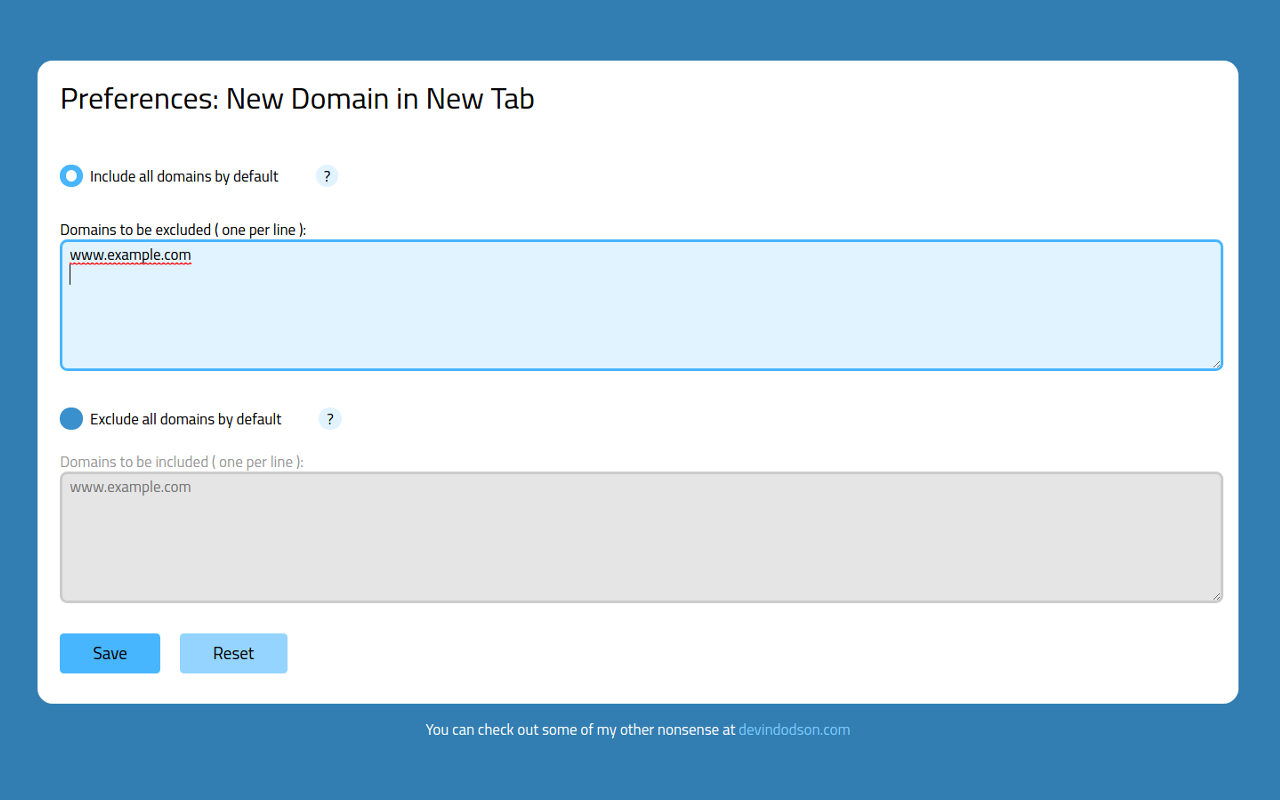 Preferences: New Domain in New Tab
Include all domains by default ?
Domains to be excluded ( one per line ):
www.example.com
Exclude all domains by default ?
Domains to be included ( one per line ):
www.example.com
Save Reset
You can check out some of my other nonsense at devindodson.com